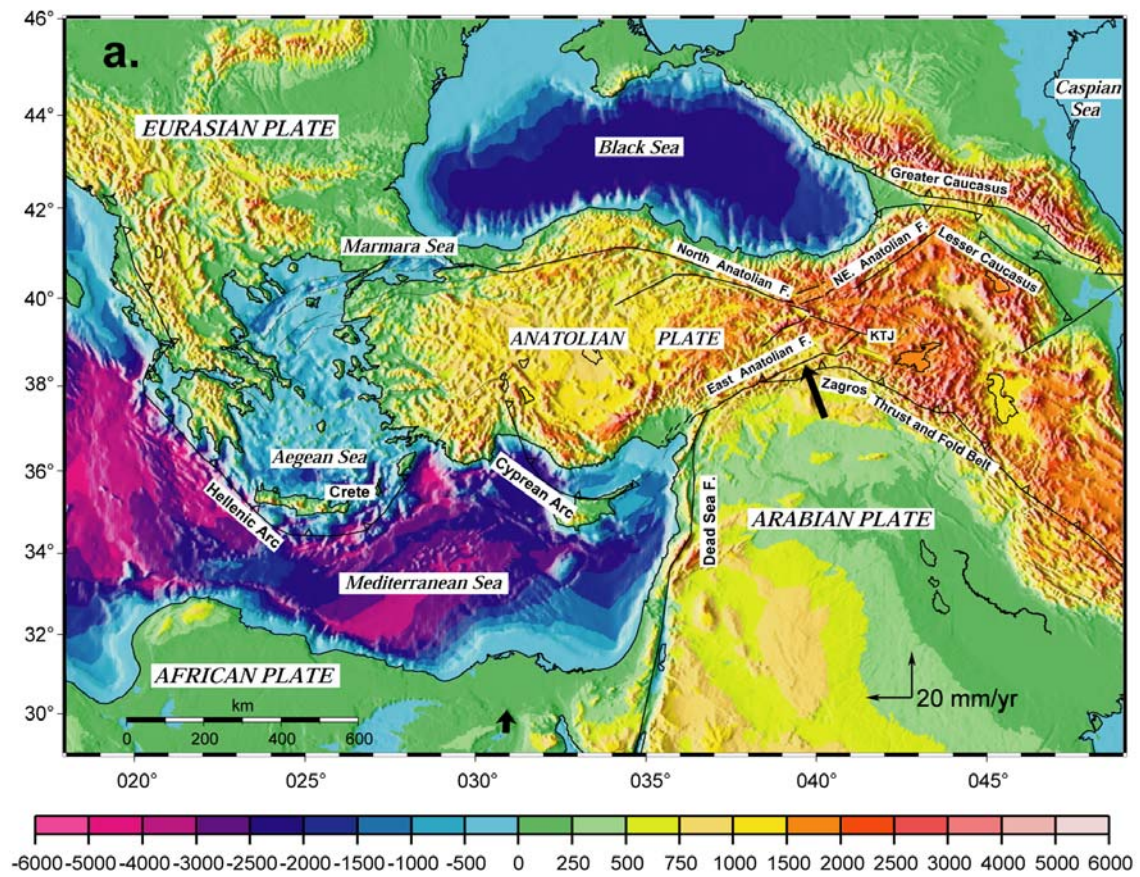 46°
a.
Caspian
Sea
44°
EURASIAN PLATE
Black Sea
Greater Caucasus
42°
Marmara Sea
North Anatolian F.
NE. Anatolian F.
Lesser Caucasus
40°
ANATOLIAN PLATE
KTJ
East Anatolian F.
38°
Zagros Thrust and Fold Belt
36°
Aegean Sea
Cyprean Arc
Crete
Hellenic Arc
Dead Sea F.
ARABIAN PLATE
34°
Mediterranean Sea
32°
AFRICAN PLATE
20 mm/yr
30°
km
0 200 400 600
020° 025° 030° 035° 040° 045°
-6000 -5000 -4000 -3000 -2500 -2000 -1500 -1000 -500 0 250 500 750 1000 1500 2000 2500 3000 4000 5000 6000